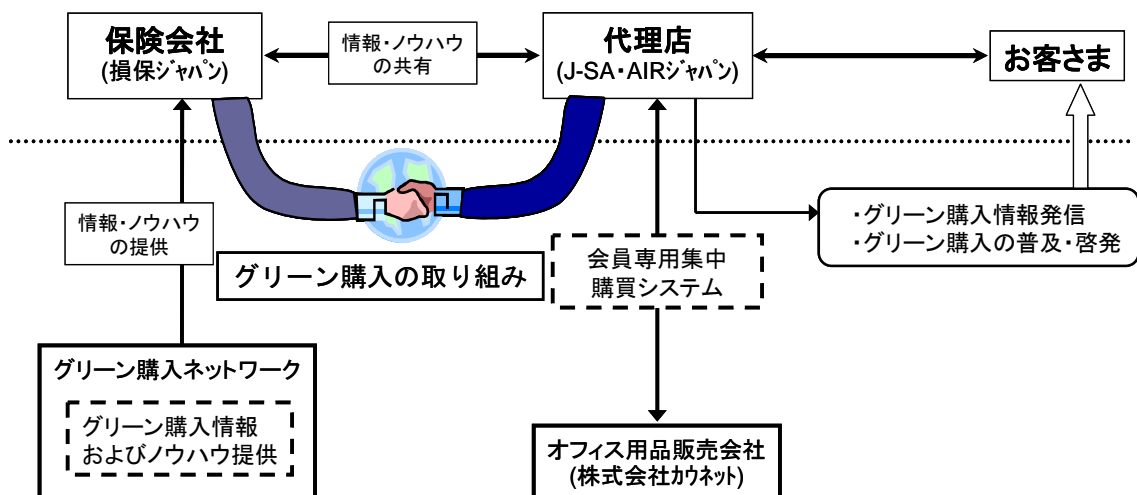 保険会社
(損保ｼﾞｬﾊﾟﾝ)
情報・ノウハウ
の共有
代理店
(J-SA・AIRｼﾞｬﾊﾟﾝ)
お客さま
情報・ノウハウ
の提供
グリーン購入の取り組み
会員専用集中
購買システム
・グリーン購入情報発信
・グリーン購入の普及・啓発
グリーン購入ネットワーク
グリーン購入情報
およびノウハウ提供
オフィス用品販売会社
(株式会社ｶｳﾈｯﾄ)